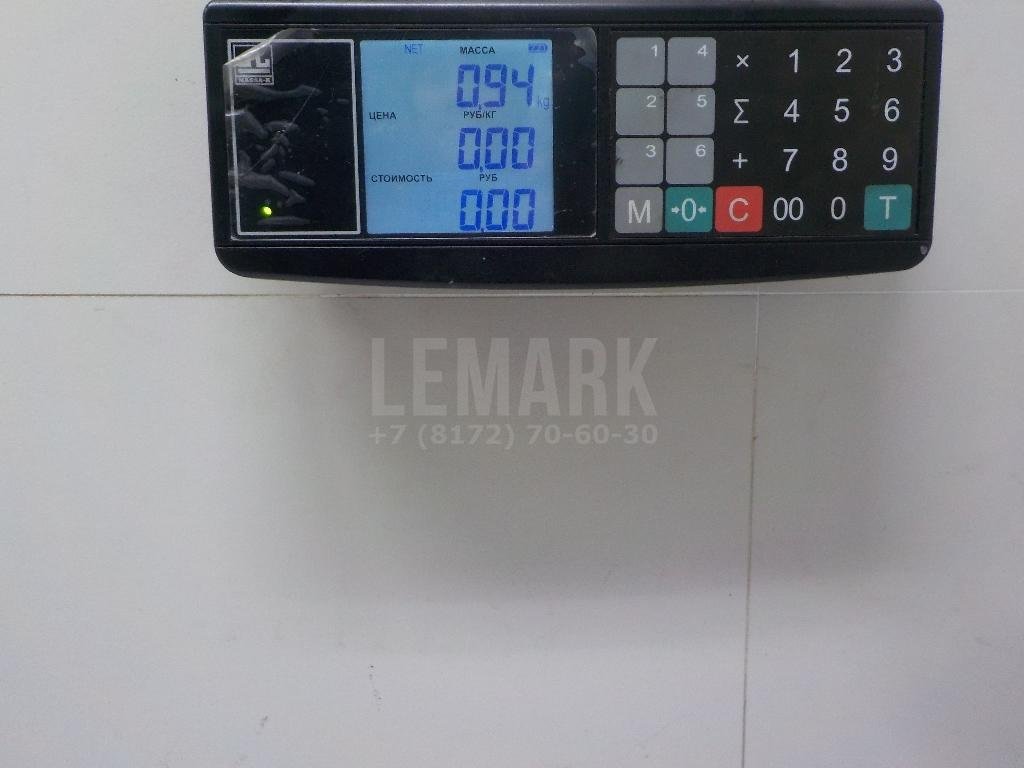 MASSA-K
NET МАССА
0,94 kg
ЦЕНА РУБ/КГ
0,00
СТОИМОСТЬ РУБ
0,00
1 4 × 1 2 3
2 5 Σ 4 5 6
3 6 + 7 8 9
M →0← C 00 0 T
LEMARK
+7 (8172) 70-60-30